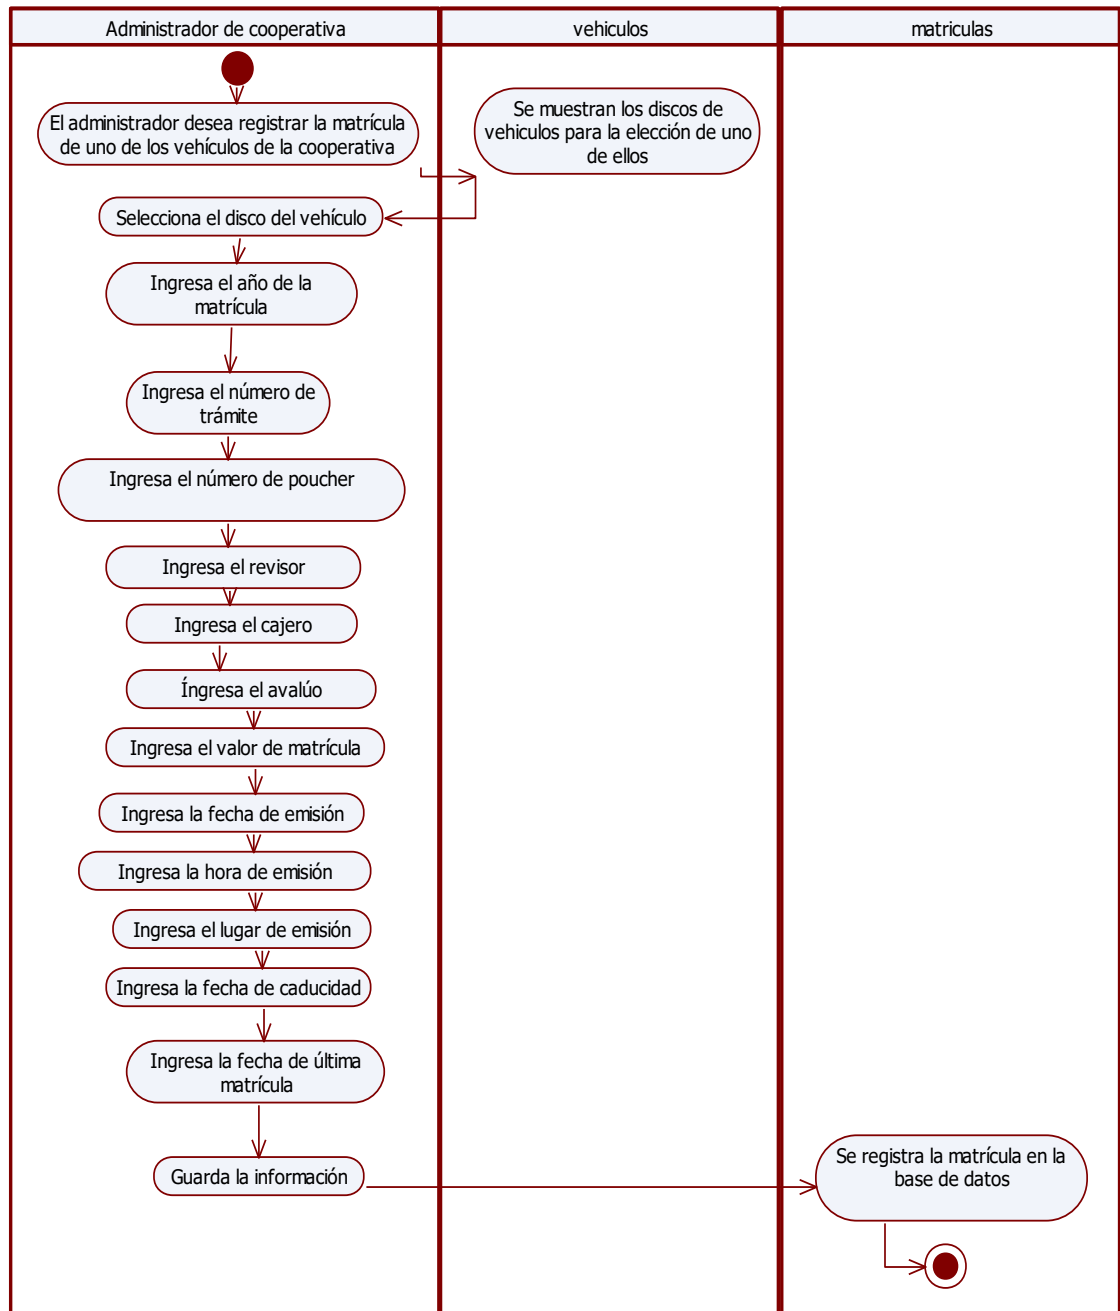 Administrador de cooperativa
vehiculos
matriculas
El administrador desea registrar la matrícula
de uno de los vehículos de la cooperativa
Se muestran los discos de
vehiculos para la elección de uno
de ellos
Selecciona el disco del vehículo
Ingresa el año de la
matrícula
Ingresa el número de
trámite
Ingresa el número de poucher
Ingresa el revisor
Ingresa el cajero
Íngresa el avalúo
Ingresa el valor de matrícula
Ingresa la fecha de emisión
Ingresa la hora de emisión
Ingresa el lugar de emisión
Ingresa la fecha de caducidad
Ingresa la fecha de última
matrícula
Guarda la información
Se registra la matrícula en la
base de datos